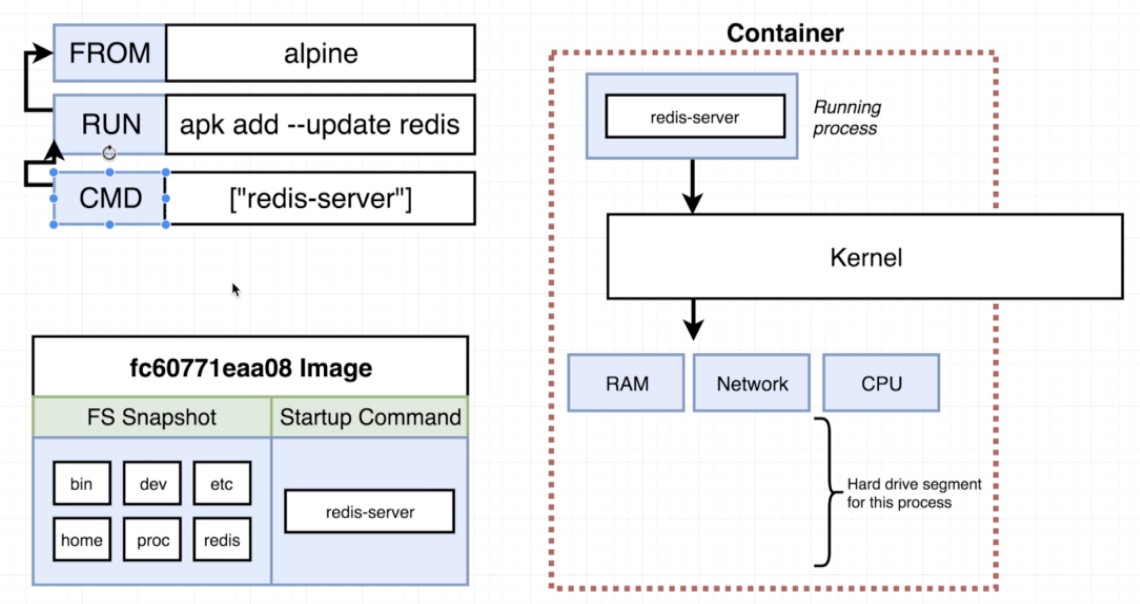 FROM alpine
RUN apk add --update redis
CMD ["redis-server"]
fc60771eaa08 Image
FS Snapshot Startup Command
bin dev etc
home proc redis
redis-server
Container
redis-server
Running
process
Kernel
RAM Network CPU
Hard drive segment
for this process